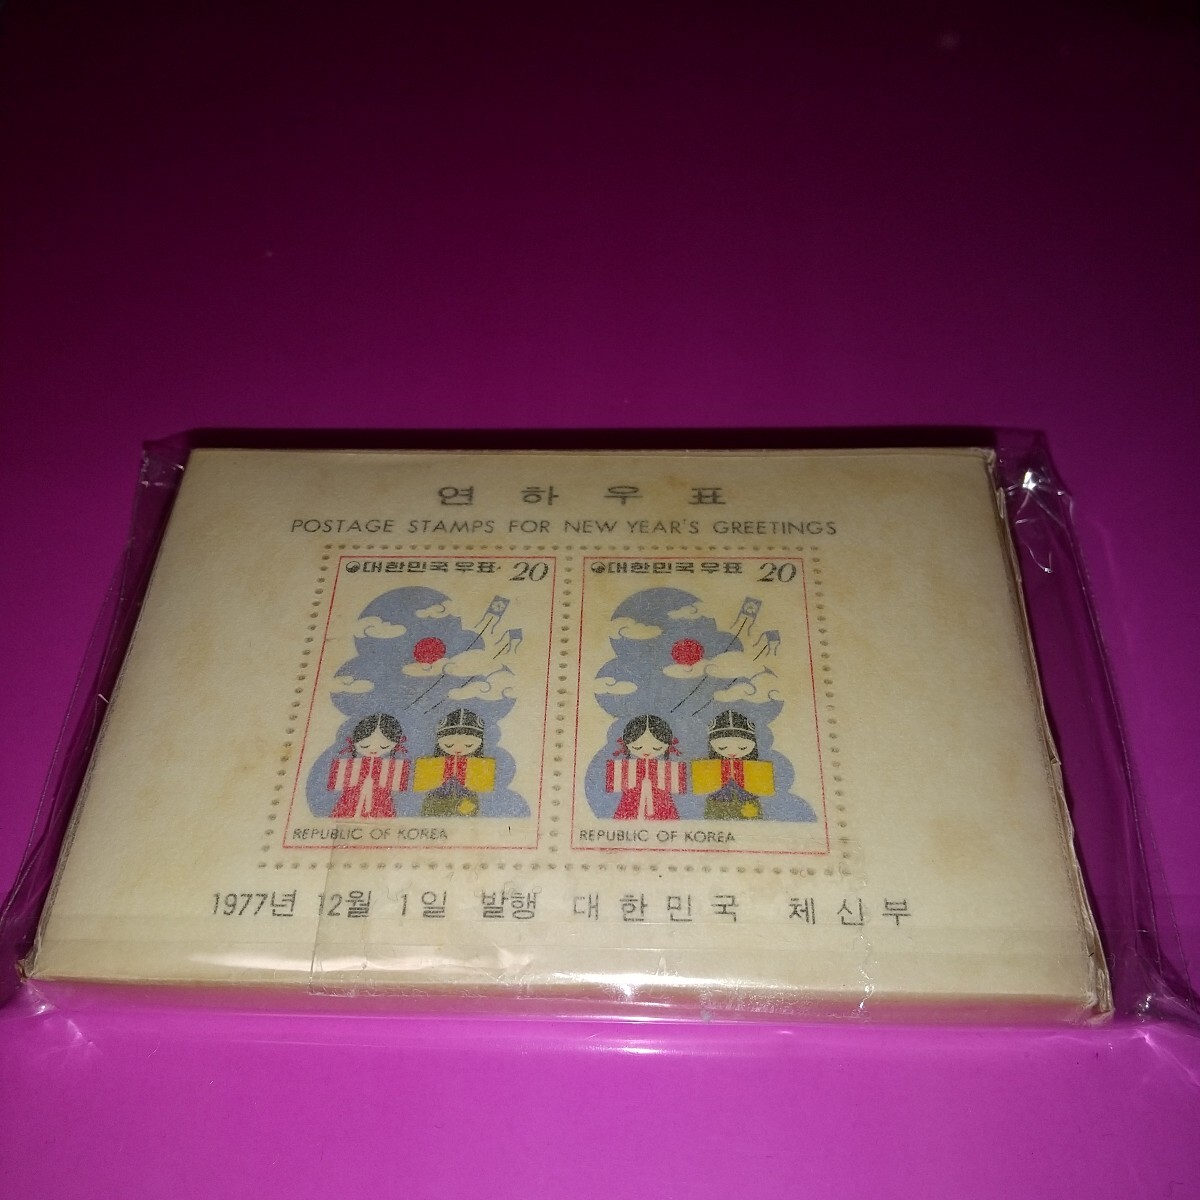 연하우표
POSTAGE STAMPS FOR NEW YEAR'S GREETINGS
대한민국우표 20
REPUBLIC OF KOREA
대한민국우표 20
REPUBLIC OF KOREA
1977년 12월 1일 발행 대한민국 체신부